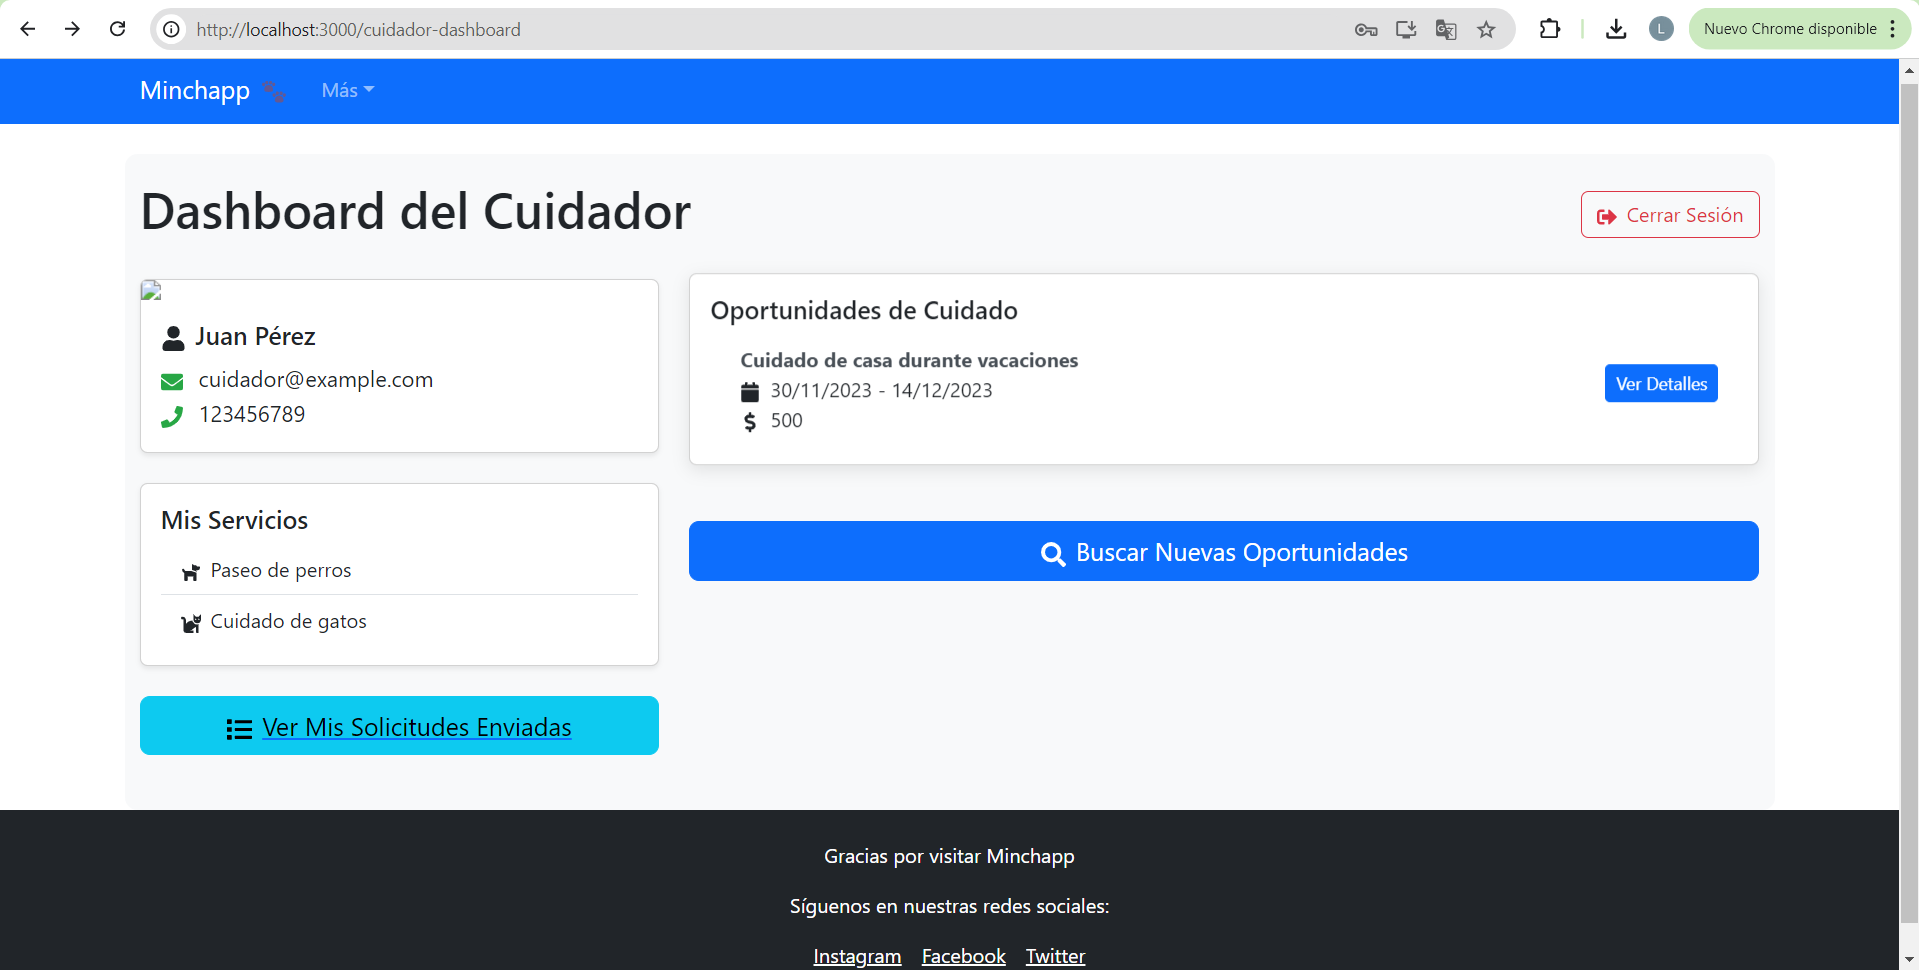 http://localhost:3000/cuidador-dashboard
L
Nuevo Chrome disponible
Minchapp
Más
Dashboard del Cuidador
Cerrar Sesión
Juan Pérez
cuidador@example.com
123456789
Mis Servicios
Paseo de perros
Cuidado de gatos
Ver Mis Solicitudes Enviadas
Oportunidades de Cuidado
Cuidado de casa durante vacaciones
30/11/2023 - 14/12/2023
$ 500
Ver Detalles
Buscar Nuevas Oportunidades
Gracias por visitar Minchapp
Síguenos en nuestras redes sociales:
Instagram Facebook Twitter